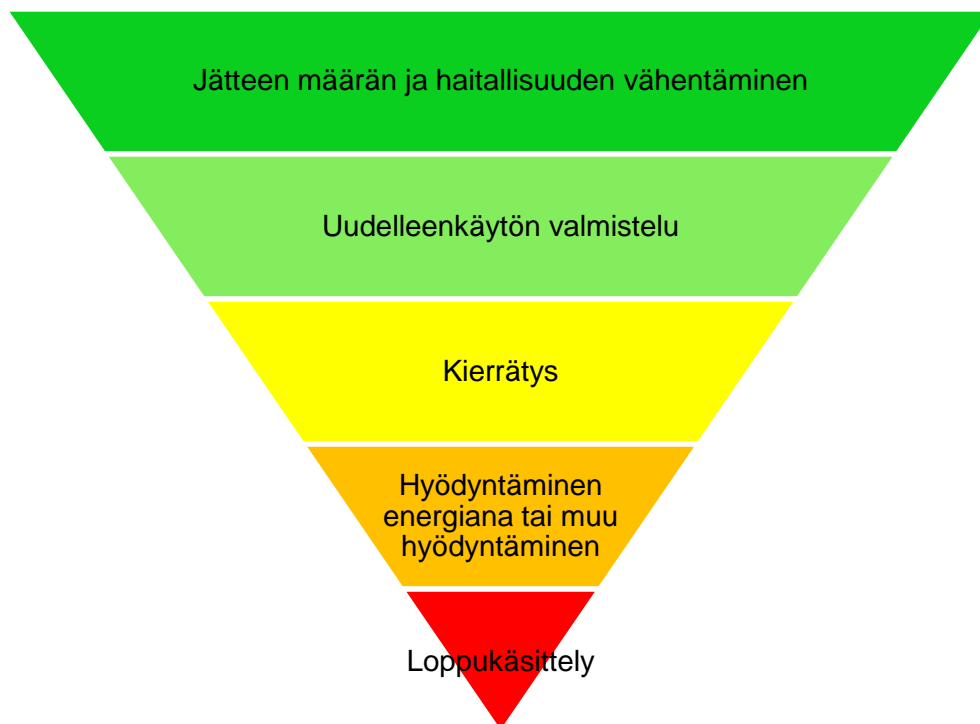 Jätteen määrän ja haitallisuuden vähentäminen
Uudelleenkäytön valmistelu
Kierrätys
Hyödyntäminen
energiana tai muu
hyödyntäminen
Loppukäsittely